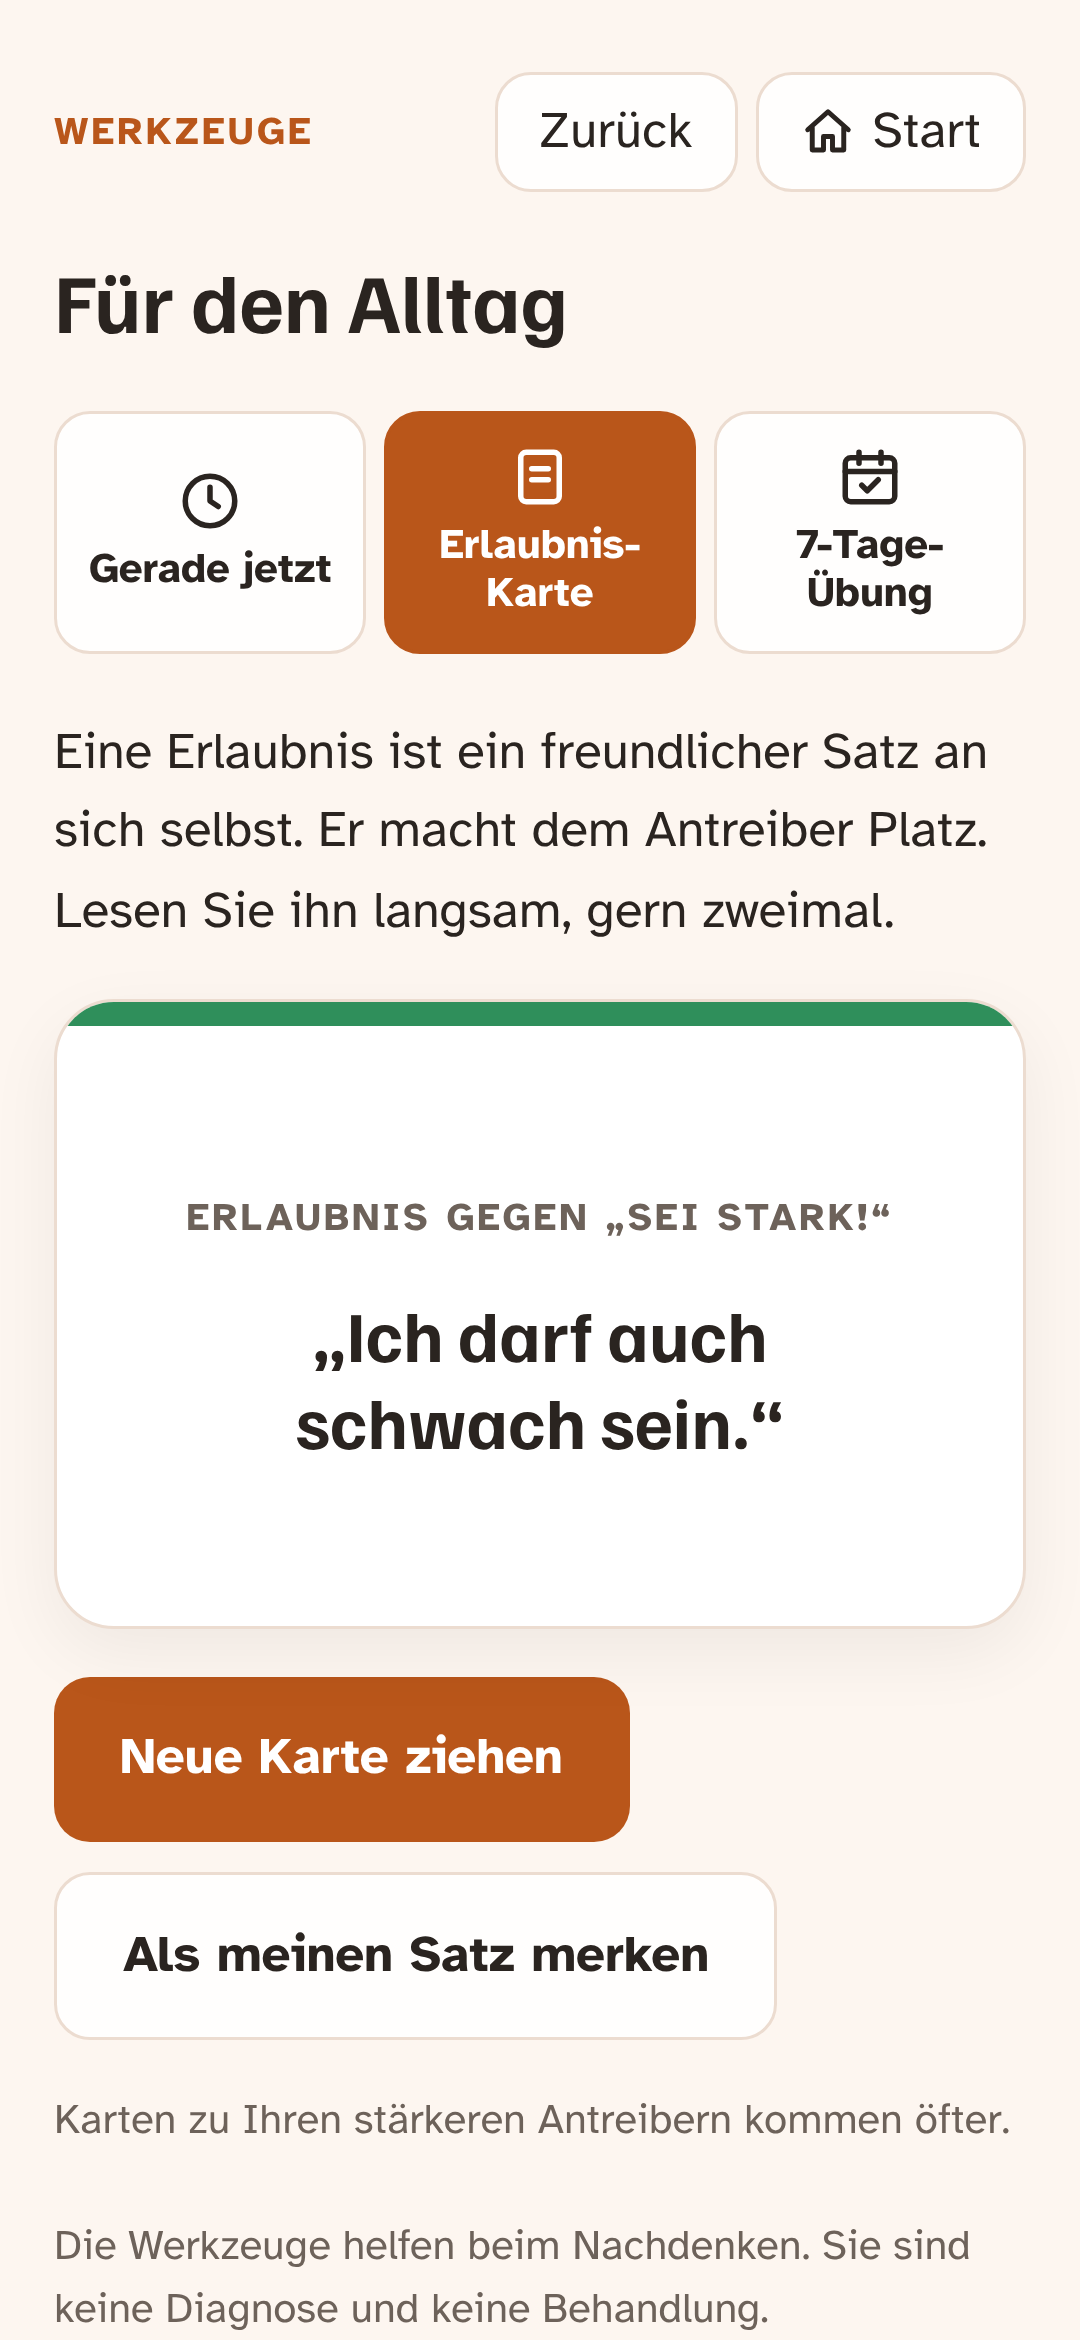 WERKZEUGE
Zurück
Start
Für den Alltag
Gerade jetzt
Erlaubnis-
Karte
7-Tage-
Übung
Eine Erlaubnis ist ein freundlicher Satz an
sich selbst. Er macht dem Antreiber Platz.
Lesen Sie ihn langsam, gern zweimal.
ERLAUBNIS GEGEN „SEI STARK!“
„Ich darf auch
schwach sein.“
Neue Karte ziehen
Als meinen Satz merken
Karten zu Ihren stärkeren Antreibern kommen öfter.
Die Werkzeuge helfen beim Nachdenken. Sie sind
keine Diagnose und keine Behandlung.